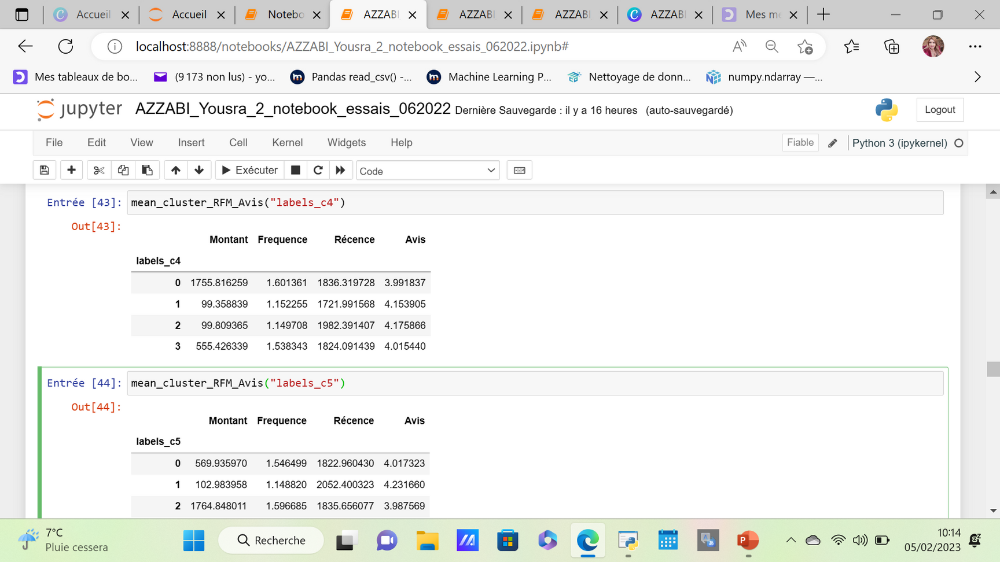 Accueil Accueil Notebo AZZABI AZZABI AZZABI AZZABI Mes me
localhost:8888/notebooks/AZZABI_Yousra_2_notebook_essais_062022.ipynb#
Mes tableaux de bo... (9 173 non lus) - yo... Pandas read_csv() -... Machine Learning P... Nettoyage de donn... numpy.ndarray —...
jupyter AZZABI_Yousra_2_notebook_essais_062022 Dernière Sauvegarde : il y a 16 heures (auto-sauvegardé) Logout
File Edit View Insert Cell Kernel Widgets Help Fiable Python 3 (ipykernel)
Exécuter Code
Entrée [43]: mean_cluster_RFM_Avis("labels_c4")
Out[43]:
Montant Frequence Récence Avis
labels_c4
0 1755.816259 1.601361 1836.319728 3.991837
1 99.358839 1.152255 1721.991568 4.153905
2 99.809365 1.149708 1982.391407 4.175866
3 555.426339 1.538343 1824.091439 4.015440
Entrée [44]: mean_cluster_RFM_Avis("labels_c5")
Out[44]:
Montant Frequence Récence Avis
labels_c5
0 569.935970 1.546499 1822.960430 4.017323
1 102.983958 1.148820 2052.400323 4.231660
2 1764.848011 1.596685 1835.656077 3.987569
7°C
Pluie cessera
Recherche
10:14
05/02/2023